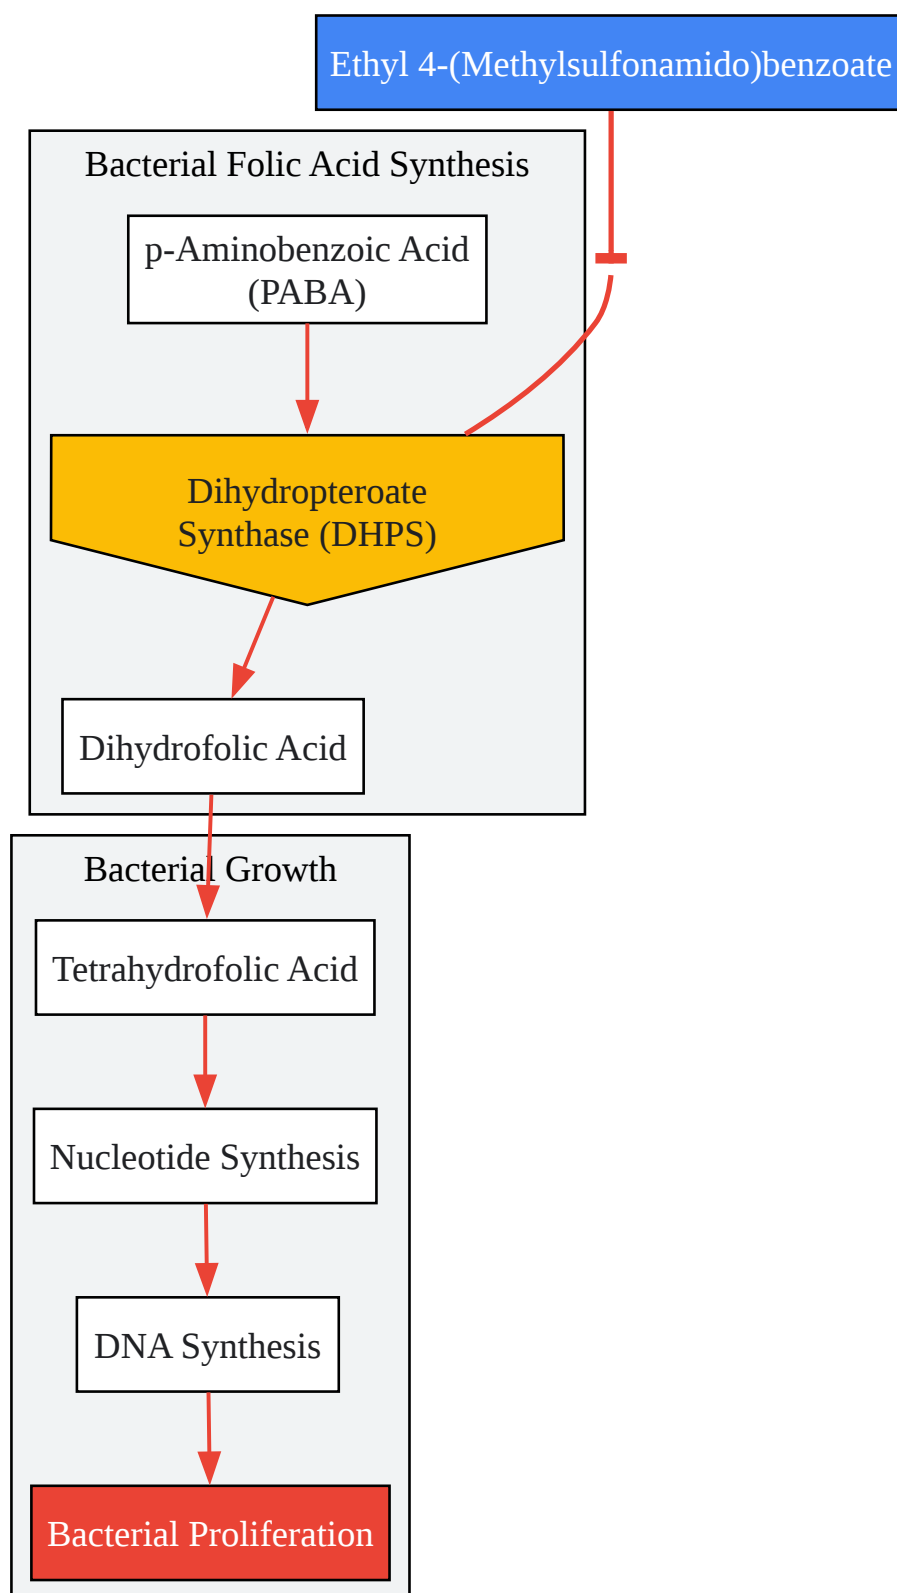 Ethyl 4-(Methylsulfonamido)benzoate
Bacterial Folic Acid Synthesis
p-Aminobenzoic Acid
(PABA)
Dihydropteroate
Synthase (DHPS)
Dihydrofolic Acid
Bacterial Growth
Tetrahydrofolic Acid
Nucleotide Synthesis
DNA Synthesis
Bacterial Proliferation